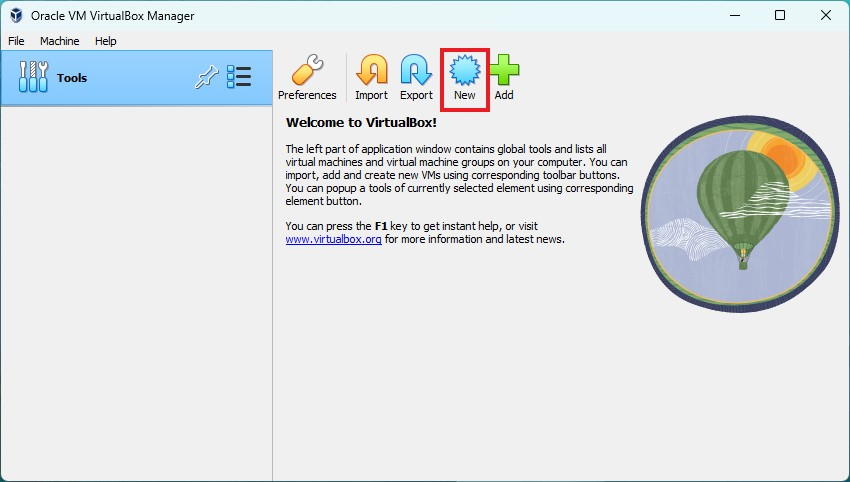 Oracle VM VirtualBox Manager
File Machine Help
Tools
Preferences Import Export New Add
Welcome to VirtualBox!
The left part of application window contains global tools and lists all
virtual machines and virtual machine groups on your computer. You can
import, add and create new VMs using corresponding toolbar buttons.
You can popup a tools of currently selected element using corresponding
element button.
You can press the F1 key to get instant help, or visit
www.virtualbox.org for more information and latest news.